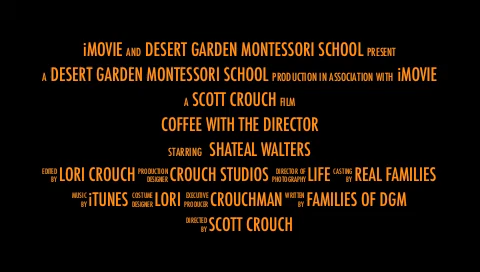 iMOVIE AND DESERT GARDEN MONTESSORI SCHOOL PRESENT
A DESERT GARDEN MONTESSORI SCHOOL PRODUCTION IN ASSOCIATION WITH iMOVIE
A SCOTT CROUCH FILM
COFFEE WITH THE DIRECTOR
STARRING SHATEAL WALTERS
EDITED BY LORI CROUCH PRODUCTION DESIGNER CROUCH STUDIOS DIRECTOR OF PHOTOGRAPHY LIFE CASTING BY REAL FAMILIES
MUSIC BY iTUNES COSTUME DESIGNER LORI EXECUTIVE PRODUCER CROUCHMAN WRITTEN BY FAMILIES OF DGM
DIRECTED BY SCOTT CROUCH